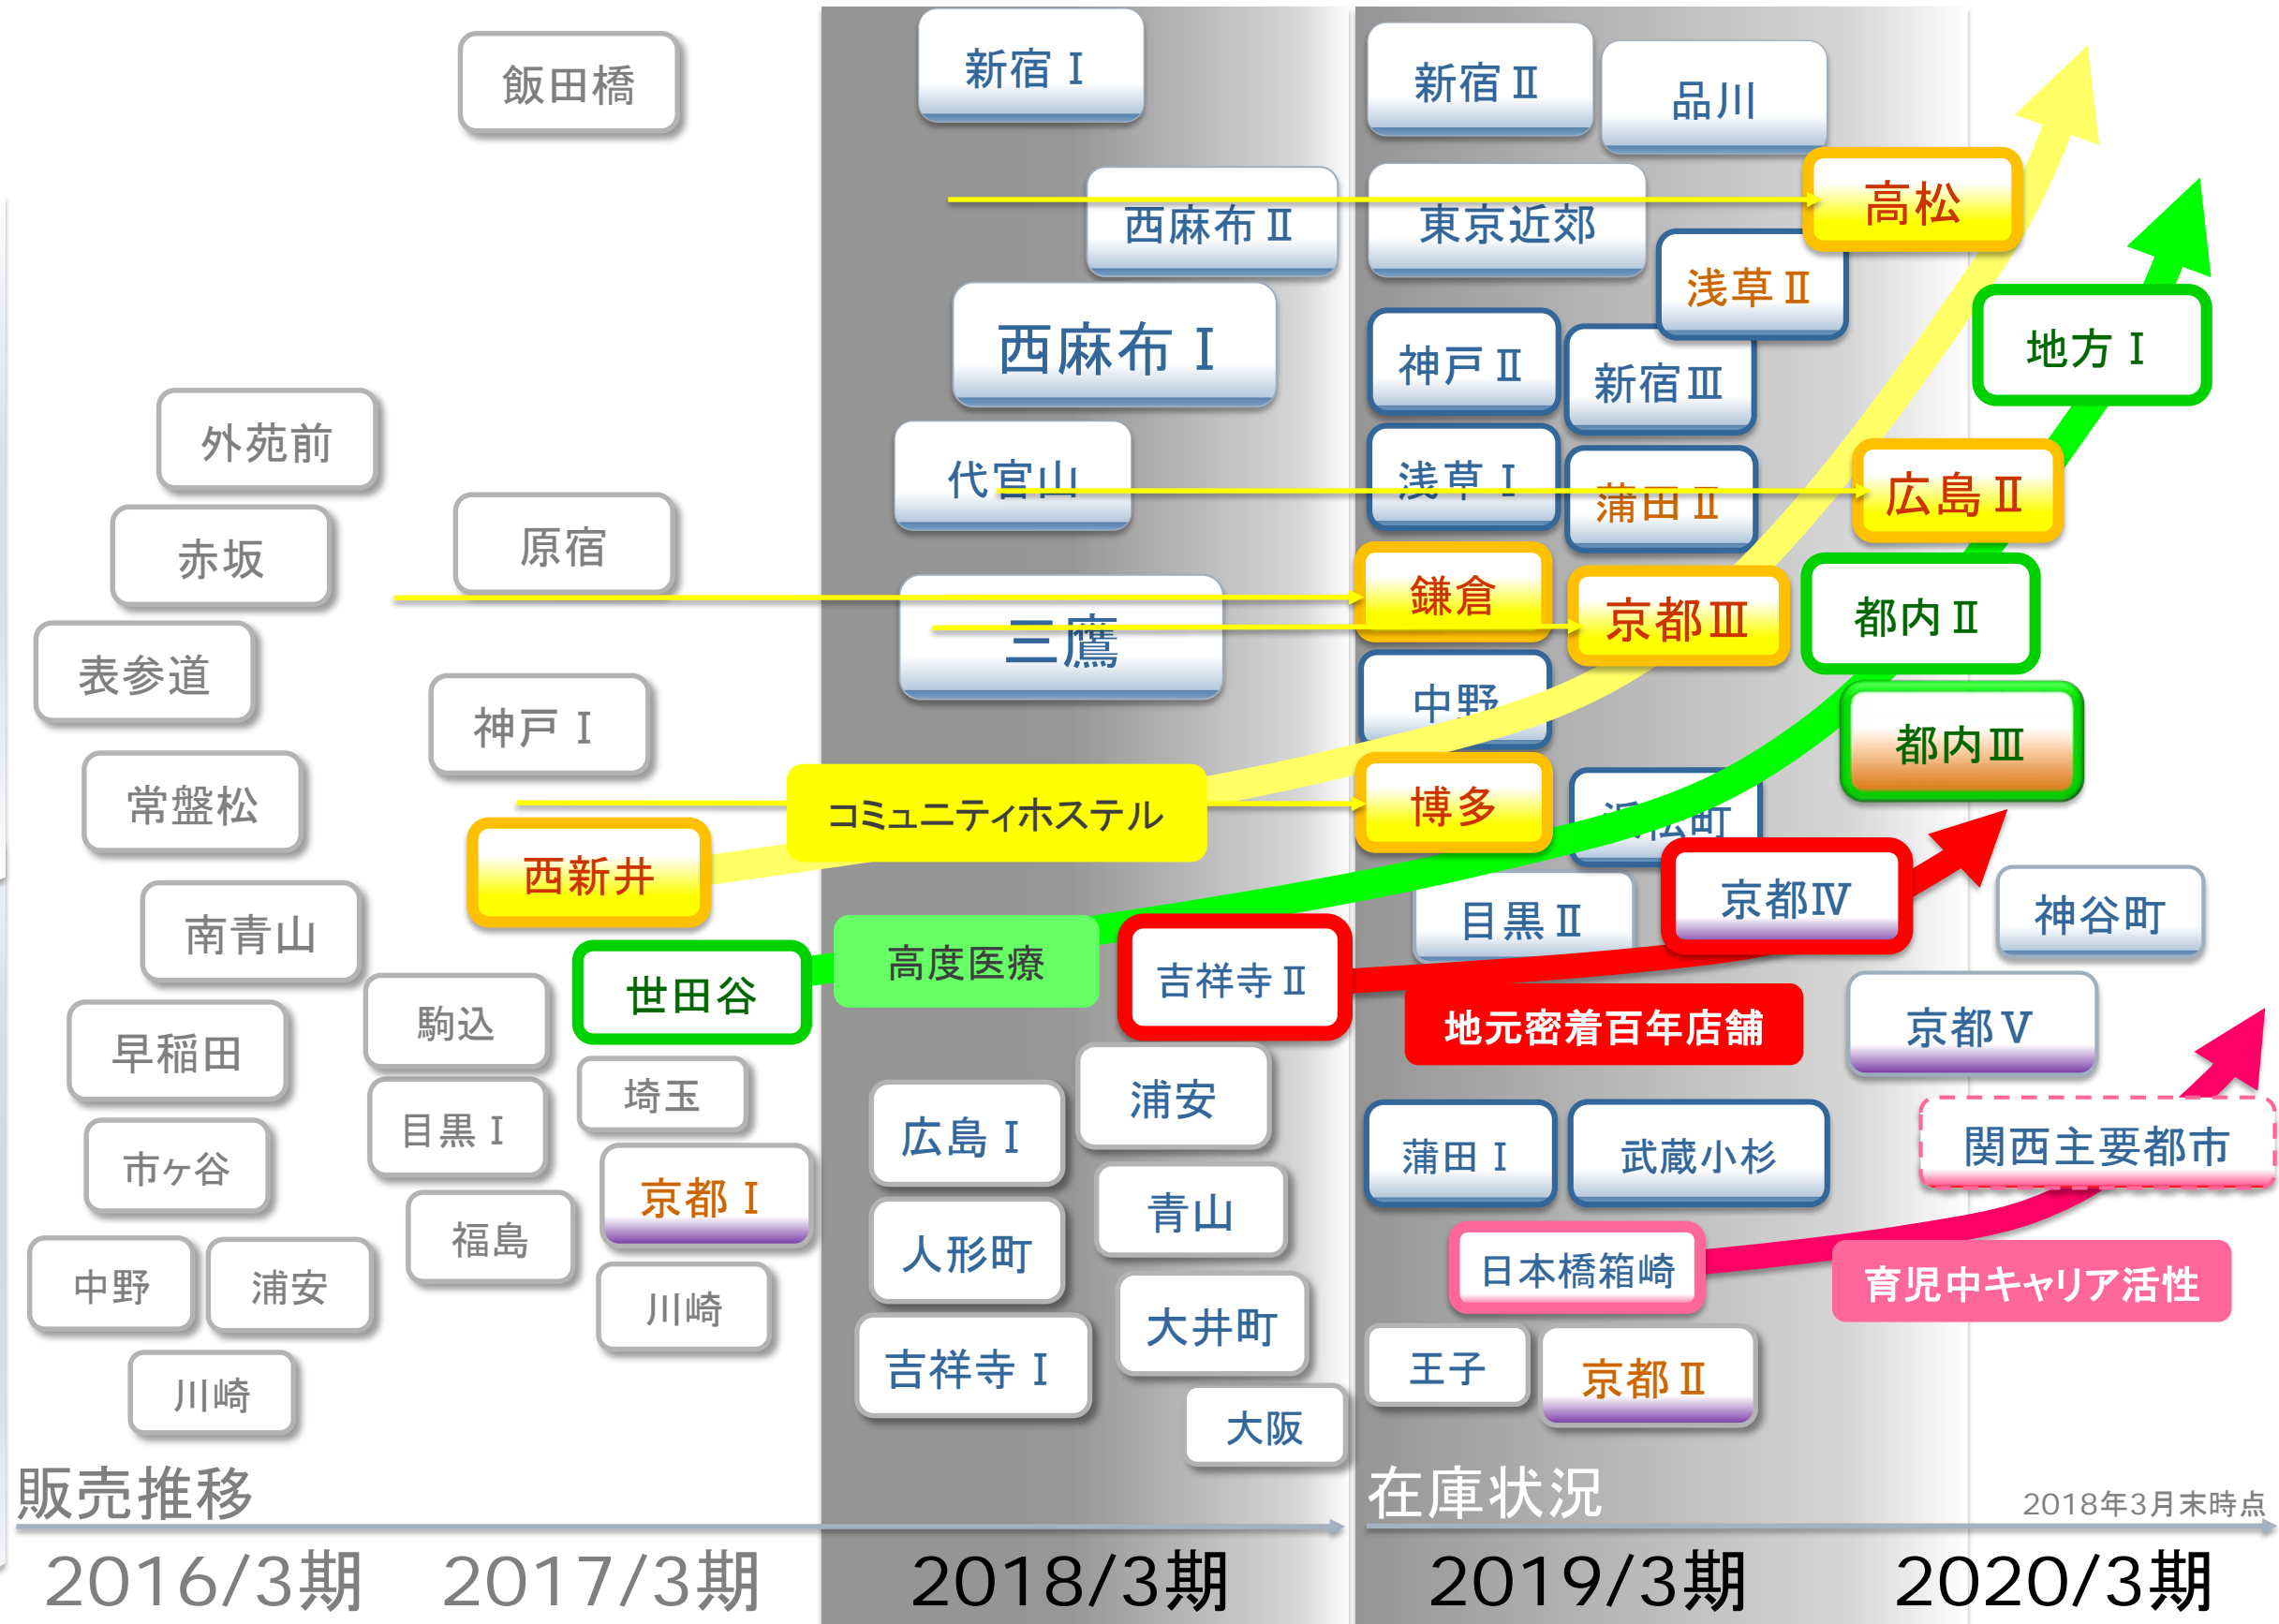 飯田橋
外苑前
赤坂
原宿
表参道
神戸Ⅰ
常盤松
西新井
南青山
世田谷
駒込
早稲田
目黒Ⅰ
埼玉
市ヶ谷
京都Ⅰ
福島
中野
浦安
川崎
川崎
新宿Ⅰ
西麻布Ⅱ
西麻布Ⅰ
代官山
三鷹
コミュニティホステル
高度医療
吉祥寺Ⅱ
浦安
広島Ⅰ
青山
人形町
大井町
吉祥寺Ⅰ
大阪
新宿Ⅱ
品川
東京近郊
高松
浅草Ⅱ
神戸Ⅱ
新宿Ⅲ
地方Ⅰ
浅草Ⅰ
蒲田Ⅱ
広島Ⅱ
鎌倉
京都Ⅲ
都内Ⅱ
中野
都内Ⅲ
博多
浜松町
目黒Ⅱ
京都Ⅳ
神谷町
地元密着百年店舗
京都Ⅴ
蒲田Ⅰ
武蔵小杉
関西主要都市
日本橋箱崎
育児中キャリア活性
王子
京都Ⅱ
販売推移
在庫状況
2018年3月末時点
2016/3期
2017/3期
2018/3期
2019/3期
2020/3期